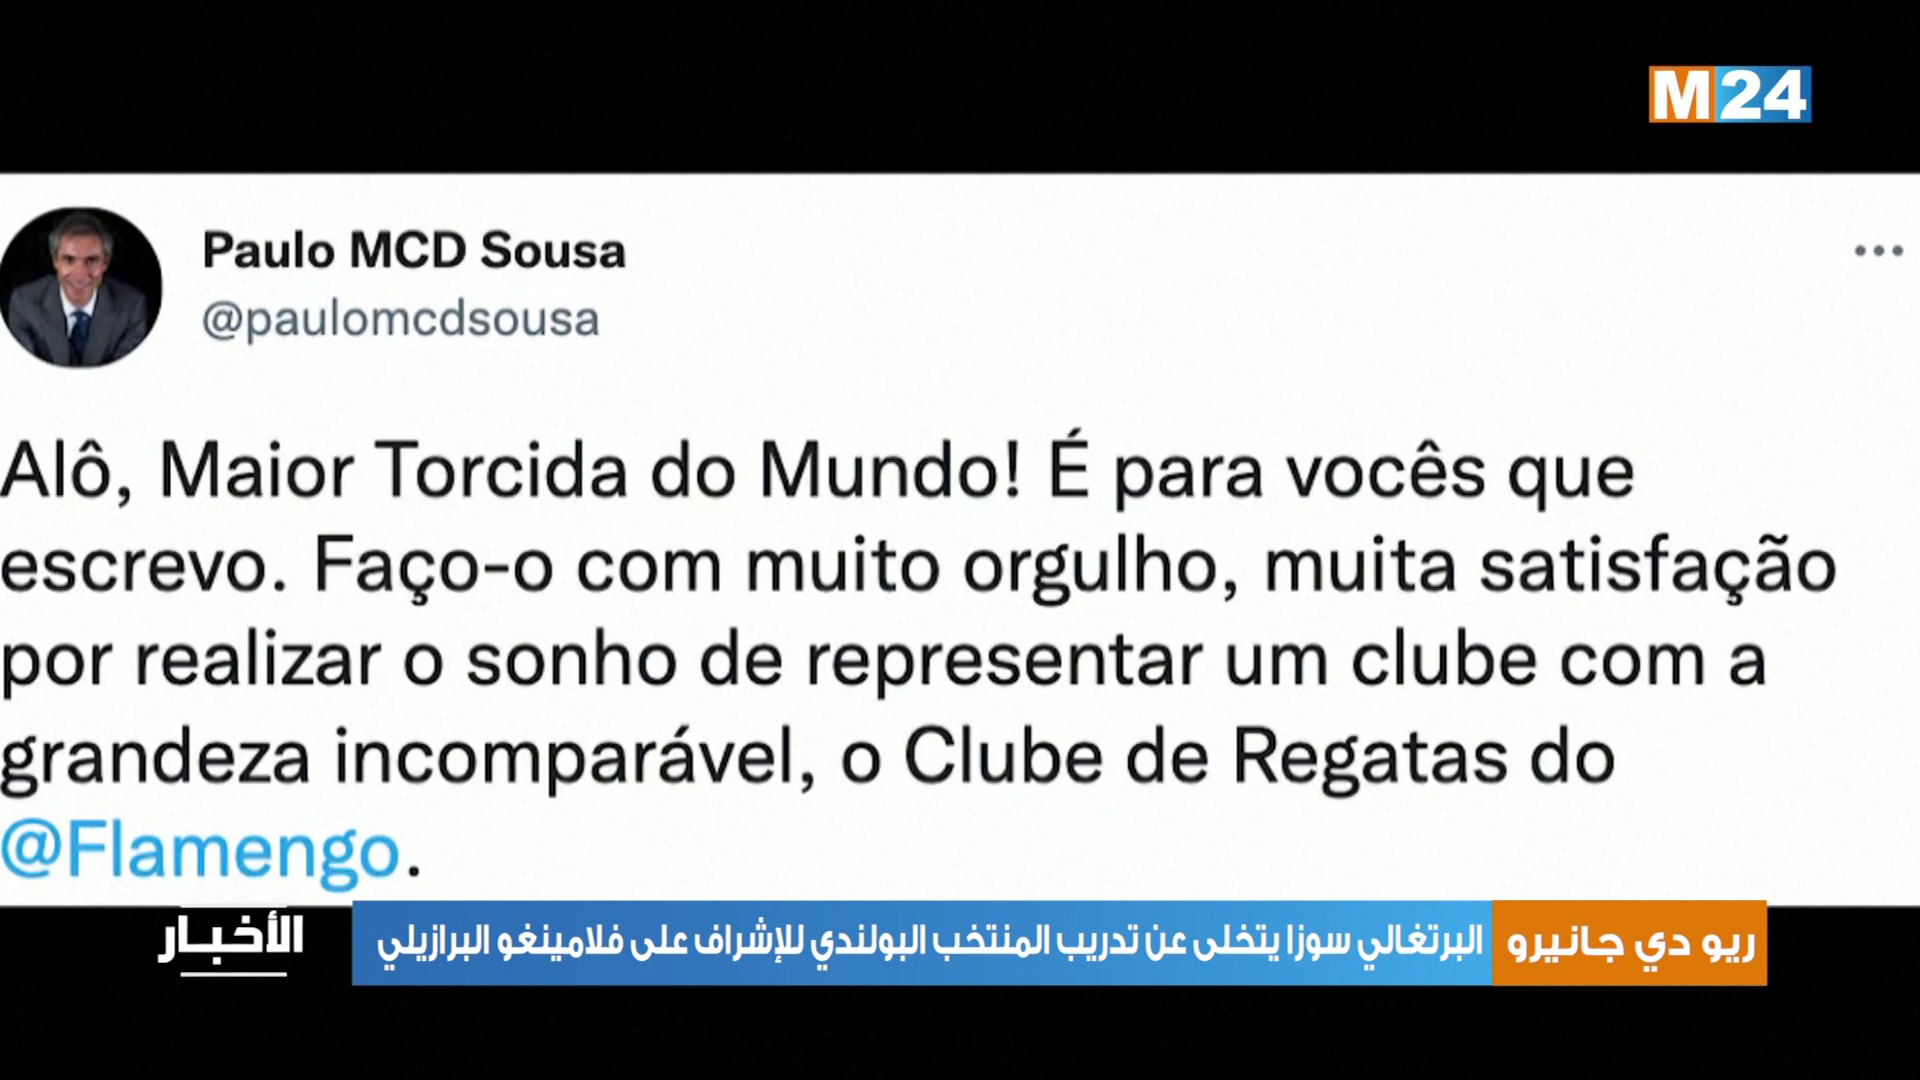 M24
Paulo MCD Sousa
@paulomcdsousa
Alô, Maior Torcida do Mundo! É para vocês que
escrevo. Faço-o com muito orgulho, muita satisfação
por realizar o sonho de representar um clube com a
grandeza incomparável, o Clube de Regatas do
@Flamengo.
ريو دي جانيرو
البرتغالي سوزا يتخلى عن تدريب المنتخب البولندي للإشراف على فلامينغو البرازيلي
الأخبار